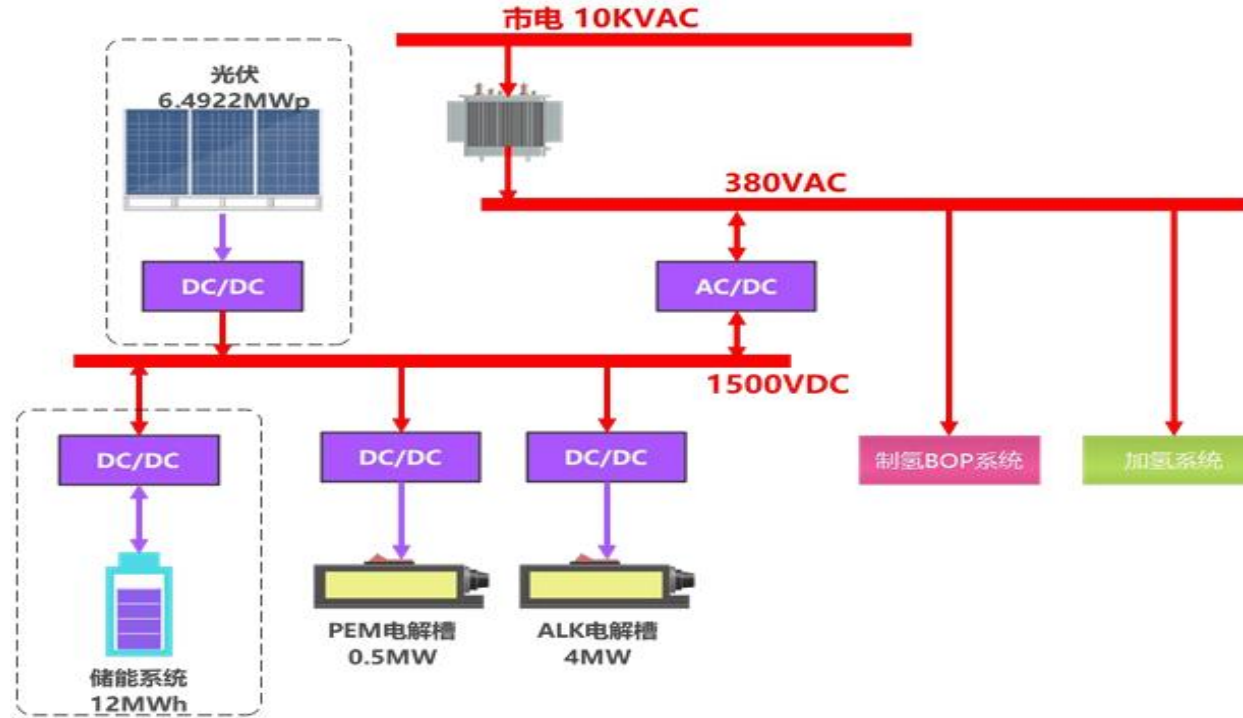 市电 10KVAC
光伏
6.4922MWp
380VAC
DC/DC
AC/DC
1500VDC
DC/DC
DC/DC
DC/DC
制氢BOP系统
加氢系统
PEM电解槽
0.5MW
ALK电解槽
4MW
储能系统
12MWh